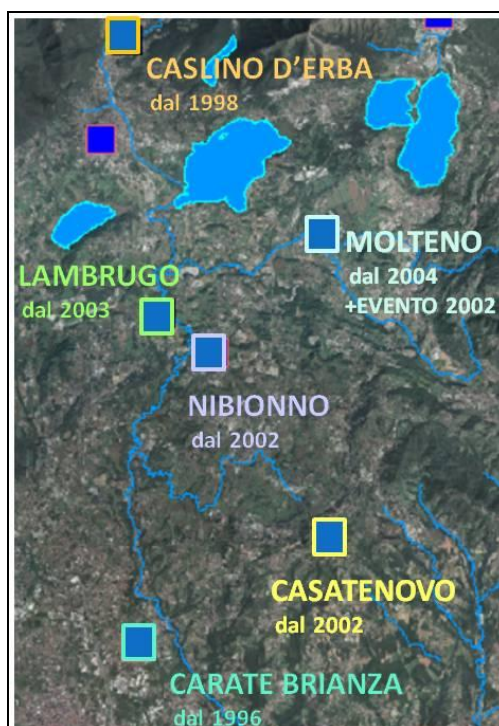 CASLINO D'ERBA
dal 1998
MOLTENO
dal 2004
+EVENTO 2002
LAMBRUGO
dal 2003
NIBIONNO
dal 2002
CASATENOVO
dal 2002
CARATE BRIANZA
dal 1996